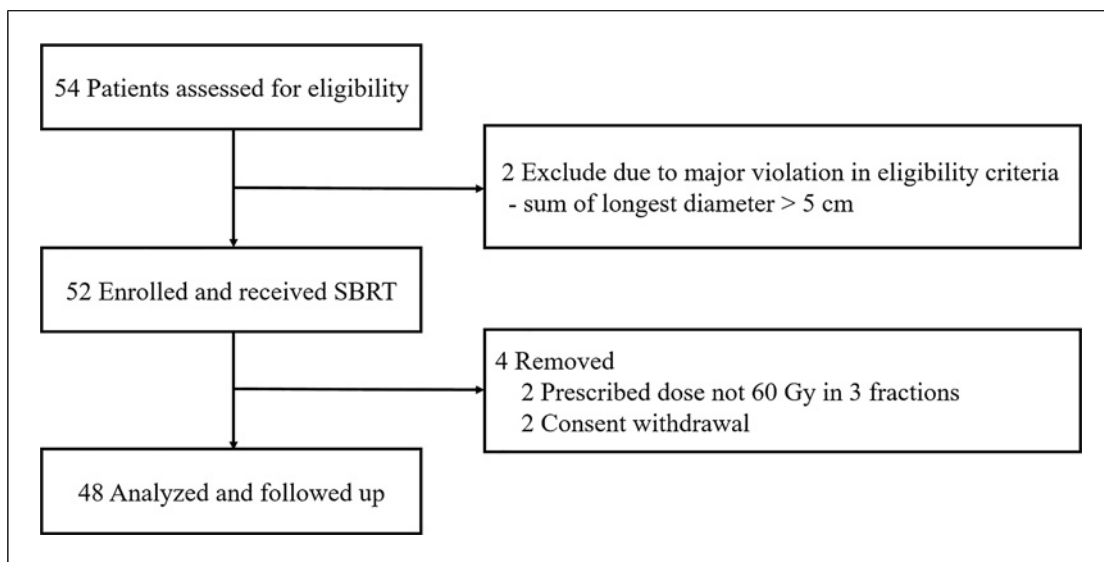 54 Patients assessed for eligibility
2 Exclude due to major violation in eligibility criteria
- sum of longest diameter > 5 cm
52 Enrolled and received SBRT
4 Removed
2 Prescribed dose not 60 Gy in 3 fractions
2 Consent withdrawal
48 Analyzed and followed up